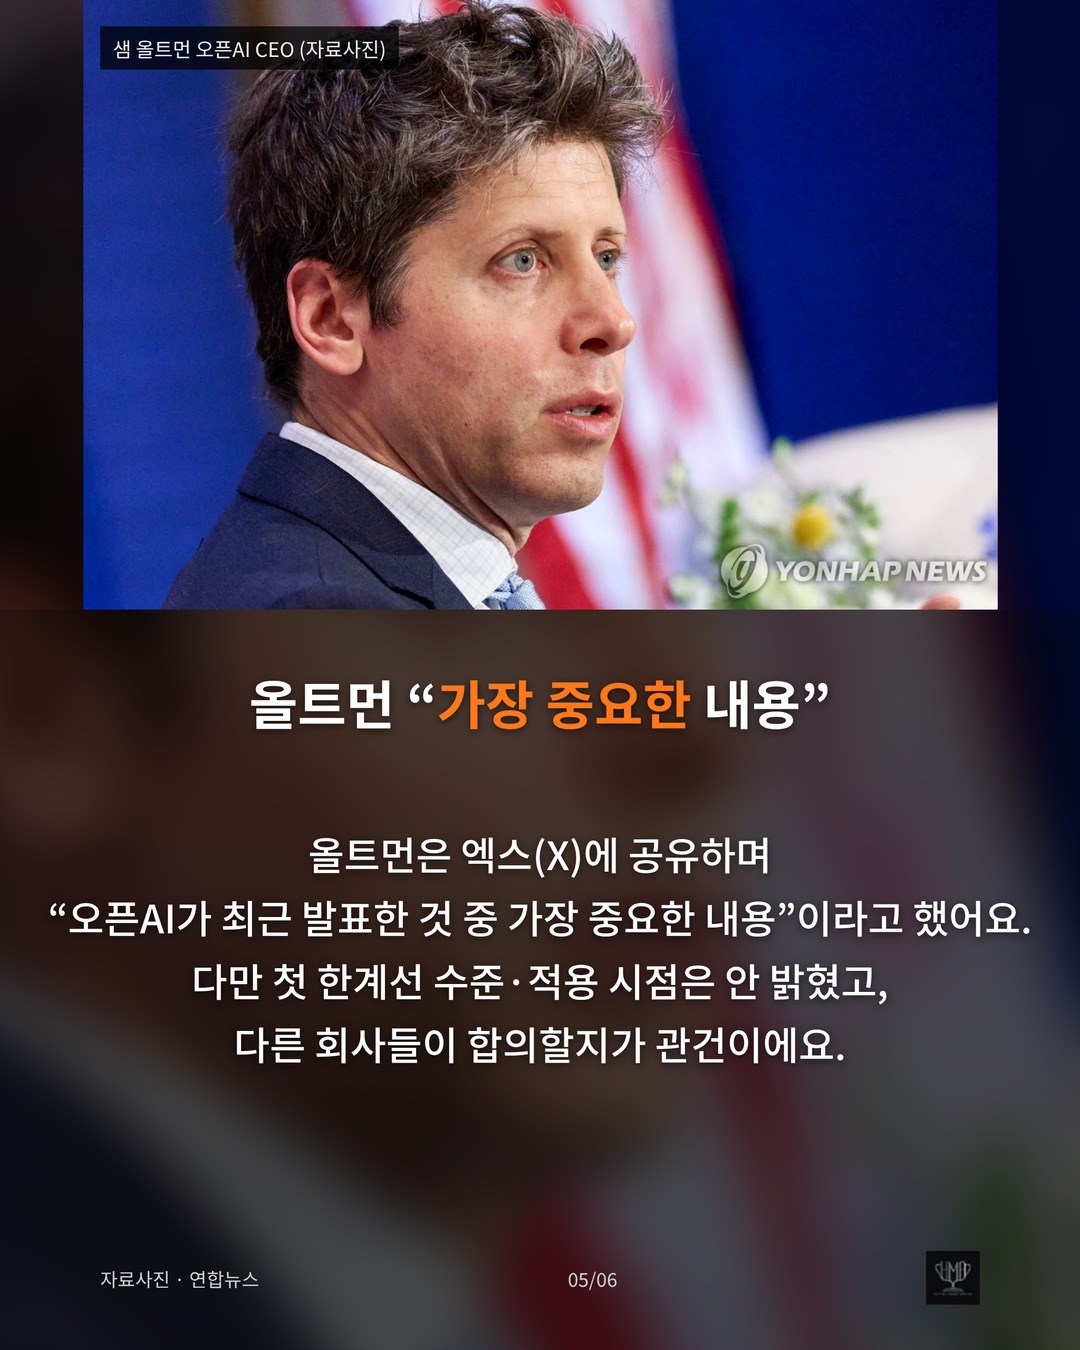 샘 올트먼 오픈AI CEO (자료사진)
YONHAP NEWS
올트먼 “가장 중요한 내용”
올트먼은 엑스(X)에 공유하며
“오픈AI가 최근 발표한 것 중 가장 중요한 내용”이라고 했어요.
다만 첫 한계선 수준·적용 시점은 안 밝혔고,
다른 회사들이 합의할지가 관건이에요.
자료사진 · 연합뉴스
05/06